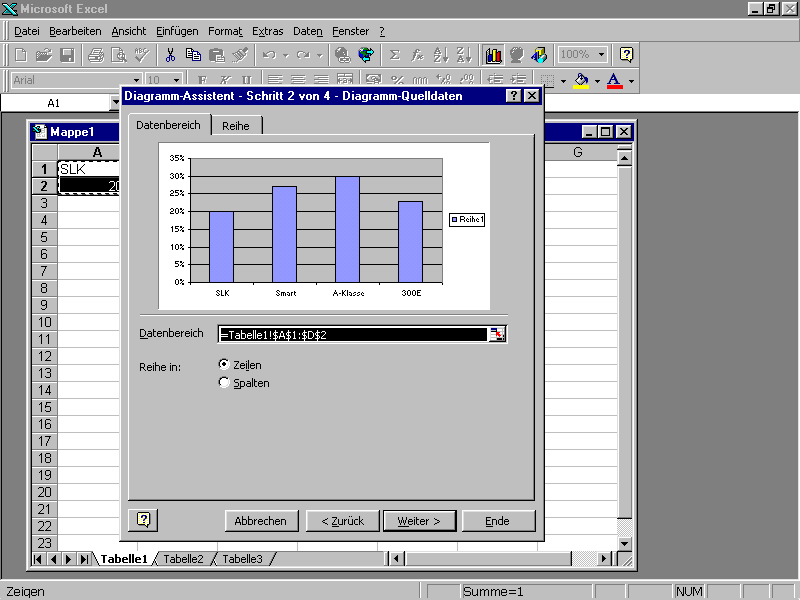 Microsoft Excel
Datei Bearbeiten Ansicht Einfügen Format Extras Daten Fenster ?
100%
Arial 10 F K U
A1
Diagramm-Assistent - Schritt 2 von 4 - Diagramm-Quelldaten
Mappe1
Datenbereich Reihe
A G
1 SLK
2 20
3
4
5
6
7
8
9
10
11
12
13
14
15
16
17
18
19
20
21
22
23
35%
30%
25%
20%
15%
10%
5%
0%
SLK Smart A-Klasse 300E
Reihe1
Datenbereich =Tabelle1!$A$1:$D$2
Reihe in: Zeilen
Spalten
Abbrechen < Zurück Weiter > Ende
Tabelle1 Tabelle2 Tabelle3
Zeigen Summe=1 NUM